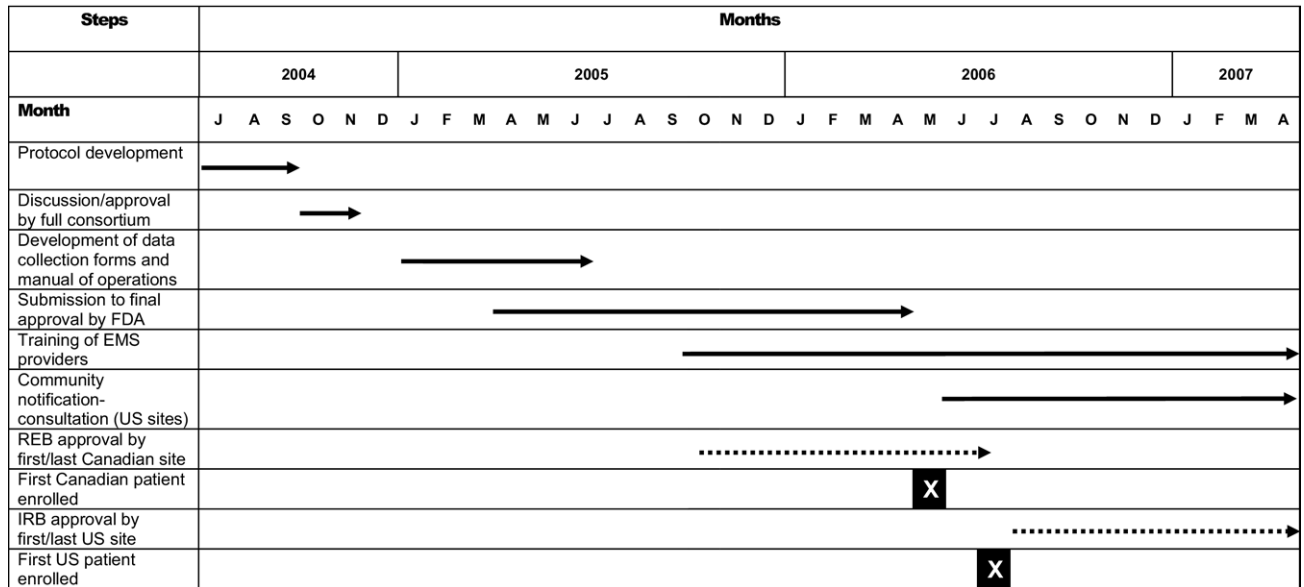 Steps Months
2004 2005 2006 2007
Month J A S O N D J F M A M J J A S O N D J F M A M J J A S O N D J F M A
Protocol development
Discussion/approval
by full consortium
Development of data
collection forms and
manual of operations
Submission to final
approval by FDA
Training of EMS
providers
Community
notification-
consultation (US sites)
REB approval by
first/last Canadian site
First Canadian patient
enrolled
X
IRB approval by
first/last US site
First US patient
enrolled
X